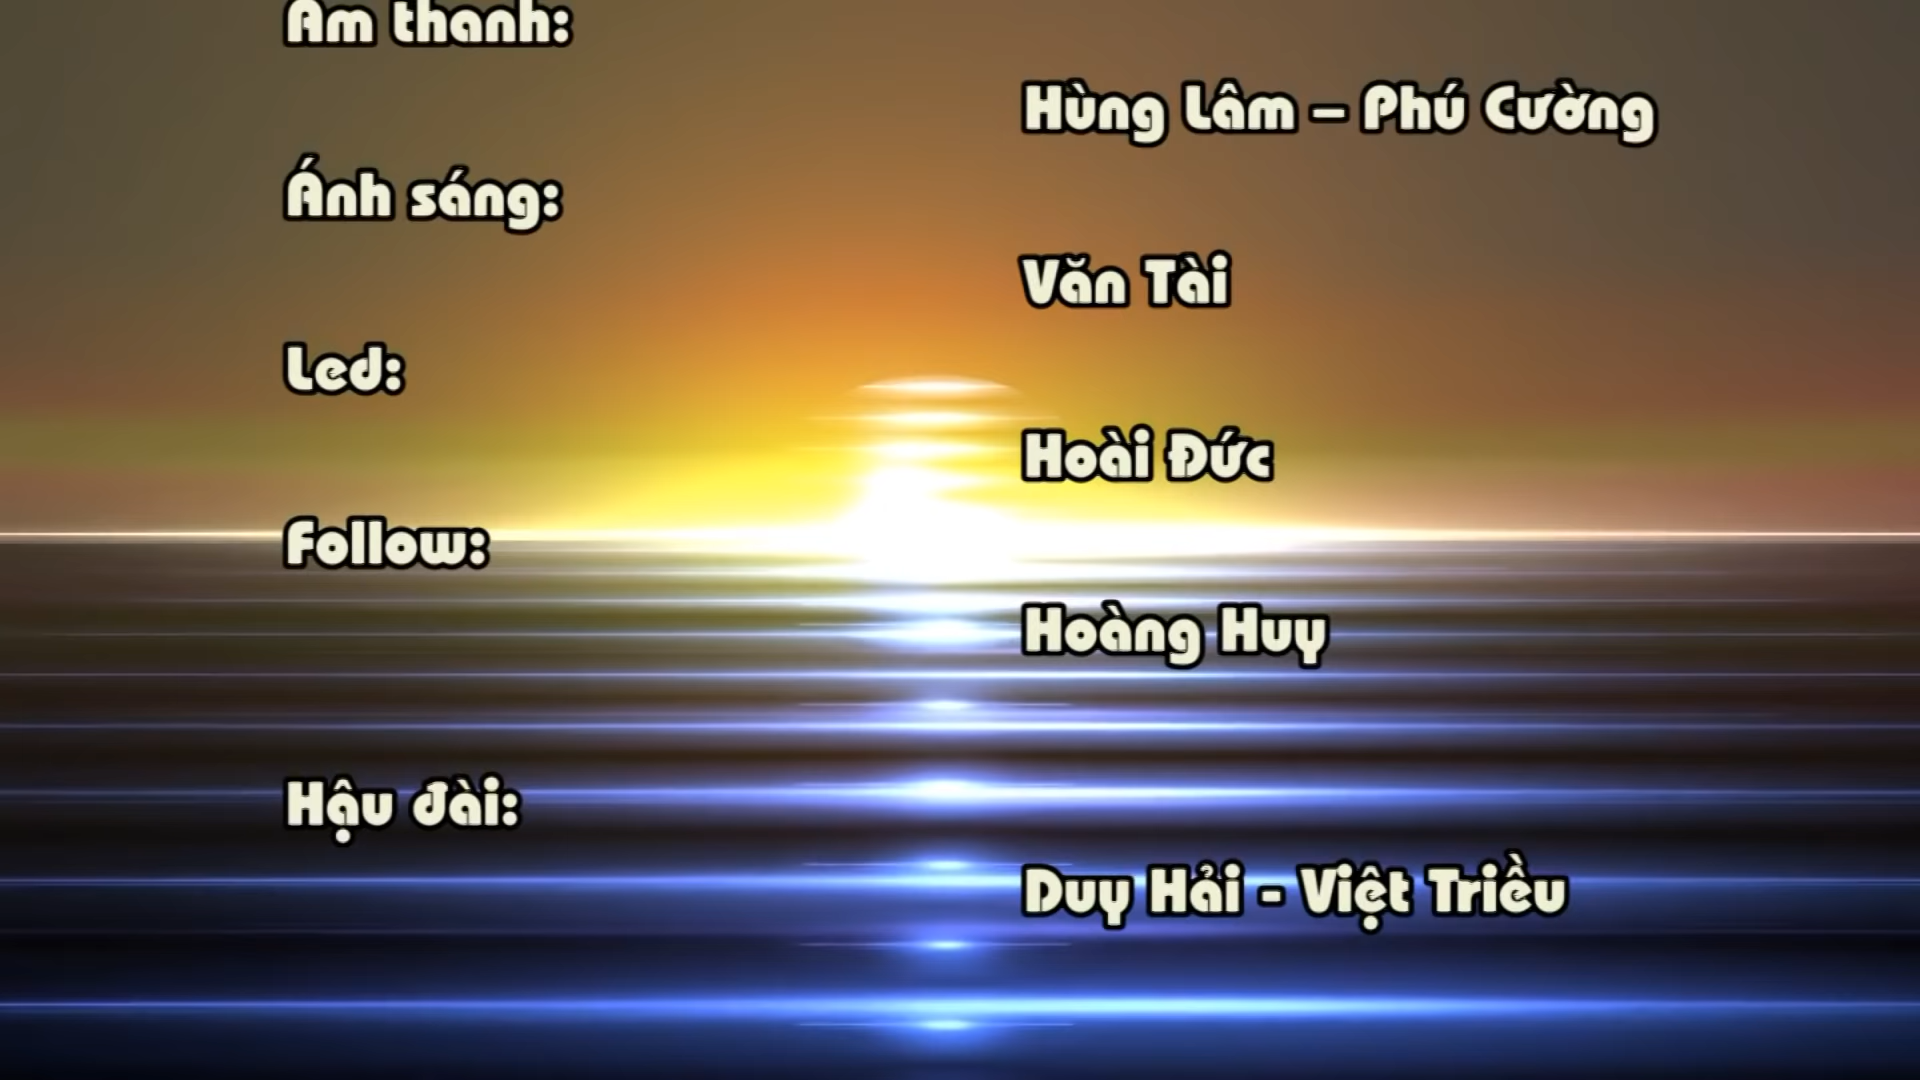 Âm thanh:
Hùng Lâm – Phú Cường
Ánh sáng:
Văn Tài
Led:
Hoài Đức
Follow:
Hoàng Huy
Hậu đài:
Duy Hải - Việt Triều